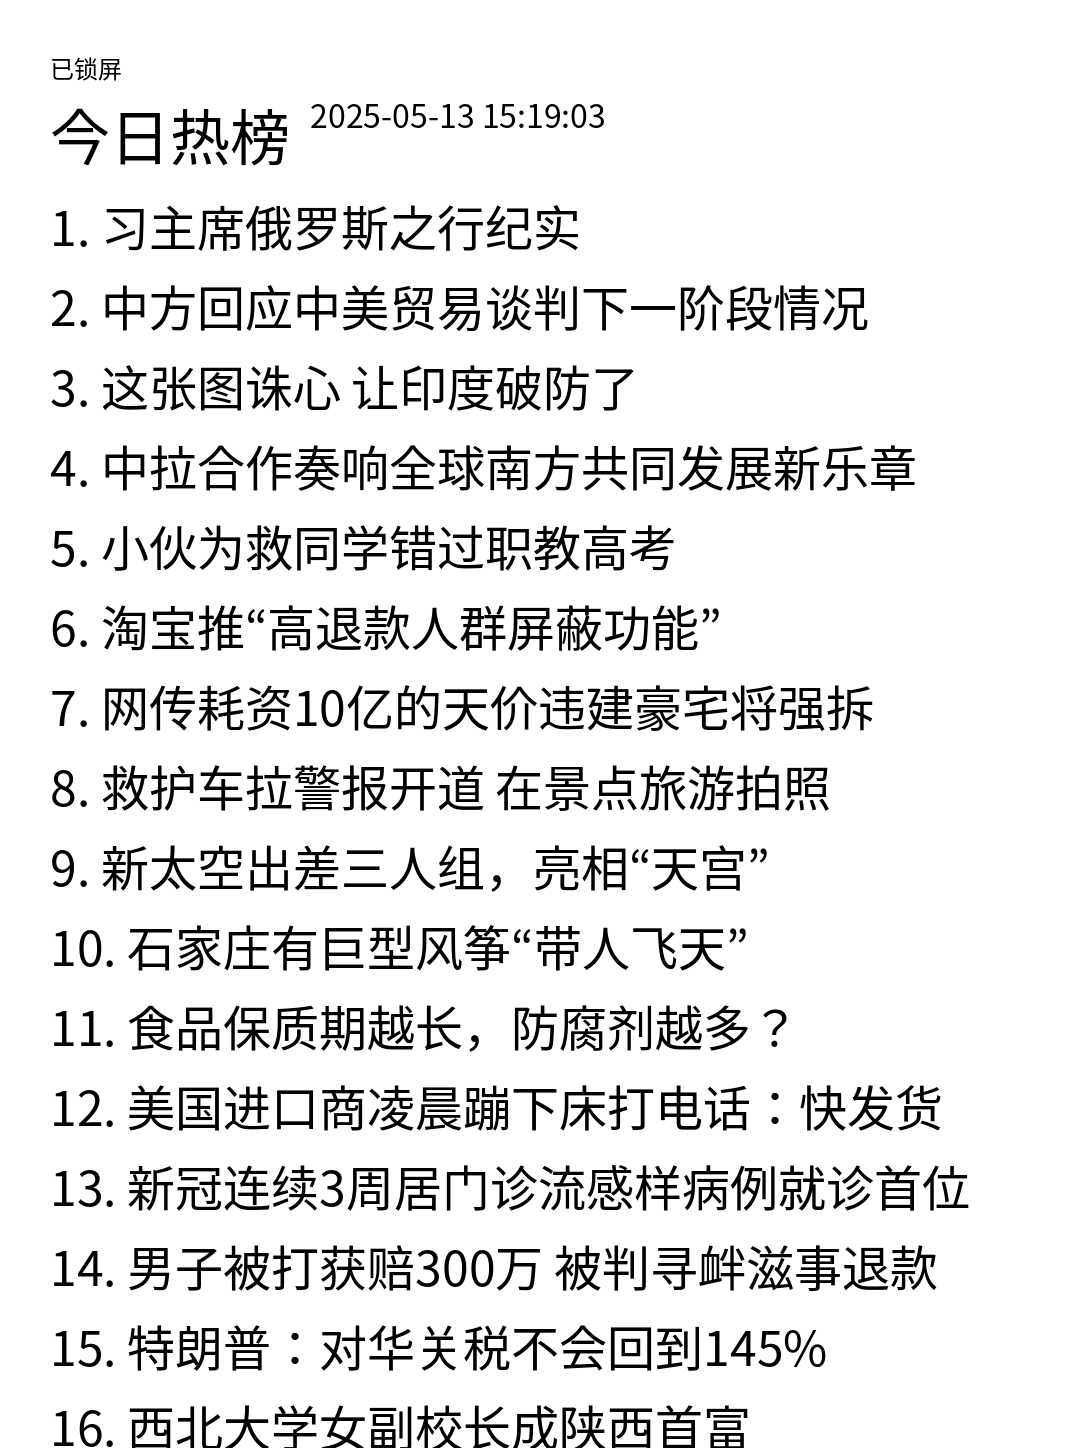 已锁屏
今日热榜 2025-05-13 15:19:03
1. 习主席俄罗斯之行纪实
2. 中方回应中美贸易谈判下一阶段情况
3. 这张图诛心 让印度破防了
4. 中拉合作奏响全球南方共同发展新乐章
5. 小伙为救同学错过职教高考
6. 淘宝推“高退款人群屏蔽功能”
7. 网传耗资10亿的天价违建豪宅将强拆
8. 救护车拉警报开道 在景点旅游拍照
9. 新太空出差三人组，亮相“天宫”
10. 石家庄有巨型风筝“带人飞天”
11. 食品保质期越长，防腐剂越多？
12. 美国进口商凌晨蹦下床打电话：快发货
13. 新冠连续3周居门诊流感样病例就诊首位
14. 男子被打获赔300万 被判寻衅滋事退款
15. 特朗普：对华关税不会回到145%
16. 西北大学女副校长成陕西首富